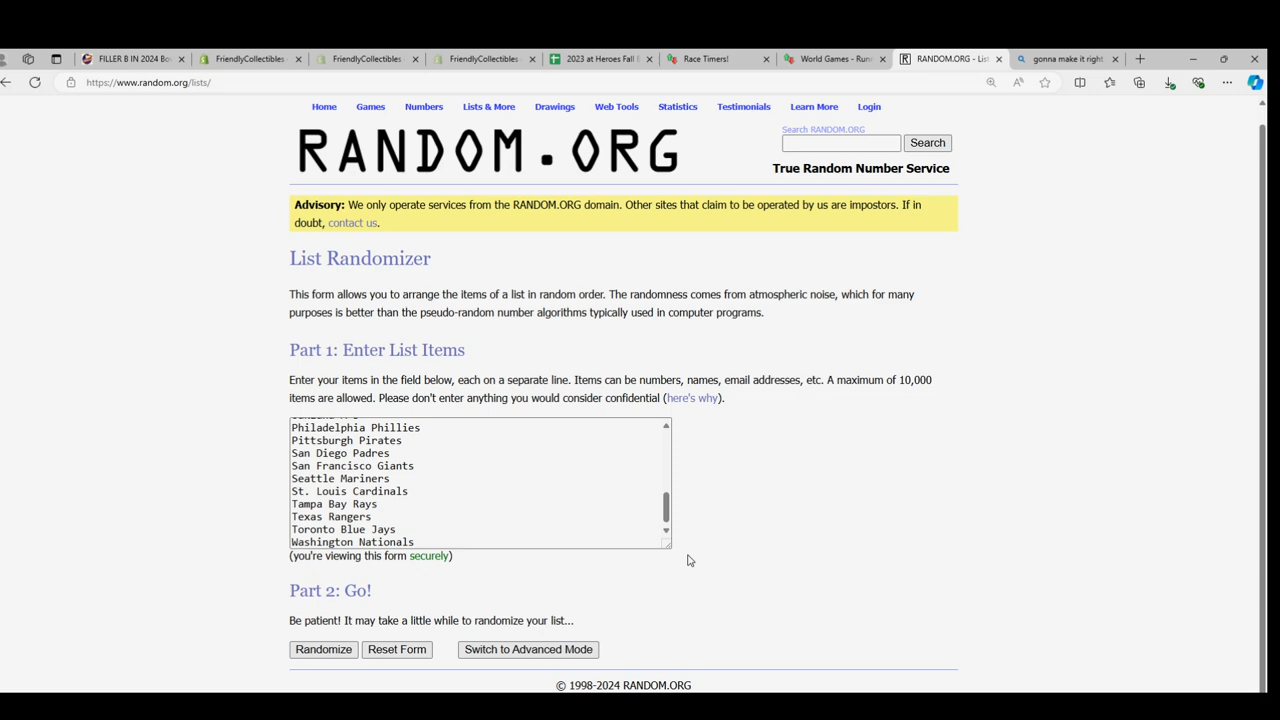 FILLER B IN 2024 Bo
FriendlyCollectibles
FriendlyCollectibles
FriendlyCollectibles
2023 at Heroes Fall E
Race Timers!
World Games - Runn
RANDOM.ORG - List
gonna make it right
https://www.random.org/lists/
Home Games Numbers Lists & More Drawings Web Tools Statistics Testimonials Learn More Login
RANDOM.ORG
Search RANDOM.ORG
Search
True Random Number Service
Advisory: We only operate services from the RANDOM.ORG domain. Other sites that claim to be operated by us are impostors. If in
doubt, contact us.
List Randomizer
This form allows you to arrange the items of a list in random order. The randomness comes from atmospheric noise, which for many
purposes is better than the pseudo-random number algorithms typically used in computer programs.
Part 1: Enter List Items
Enter your items in the field below, each on a separate line. Items can be numbers, names, email addresses, etc. A maximum of 10,000
items are allowed. Please don't enter anything you would consider confidential (here's why).
Philadelphia Phillies
Pittsburgh Pirates
San Diego Padres
San Francisco Giants
Seattle Mariners
St. Louis Cardinals
Tampa Bay Rays
Texas Rangers
Toronto Blue Jays
Washington Nationals
(you're viewing this form securely)
Part 2: Go!
Be patient! It may take a little while to randomize your list...
Randomize Reset Form Switch to Advanced Mode
© 1998-2024 RANDOM.ORG